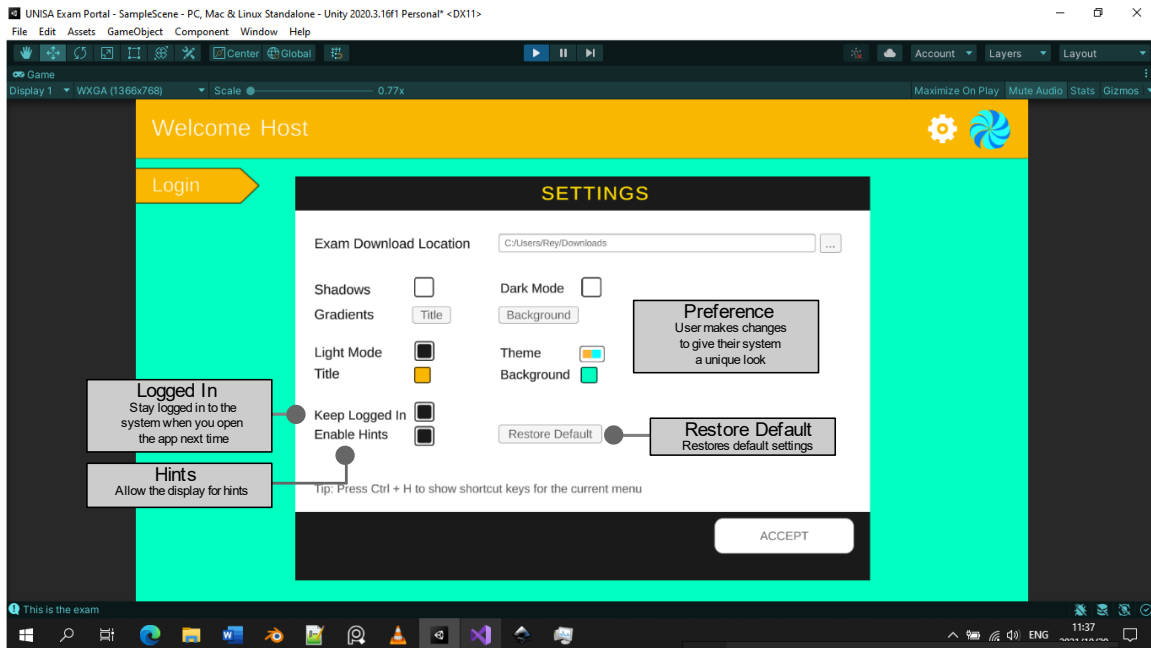 UNISA Exam Portal - SampleScene - PC, Mac & Linux Standalone - Unity 2020.3.16f1 Personal* <DX11>
File Edit Assets GameObject Component Window Help
Center Global Account Layers Layout
Game
Display 1 WXGA (1366x768) Scale 0.77x Maximize On Play Mute Audio Stats Gizmos
Welcome Host
Login
SETTINGS
Exam Download Location C:/Users/Rey/Downloads ...
Shadows Dark Mode
Gradients Title Background
Preference
User makes changes
to give their system
a unique look
Light Mode Theme
Title Background
Logged In
Stay logged in to the
system when you open
the app next time
Keep Logged In
Enable Hints Restore Default
Restore Default
Restores default settings
Hints
Allow the display for hints
Tip: Press Ctrl + H to show shortcut keys for the current menu
ACCEPT
This is the exam
ENG 11:37